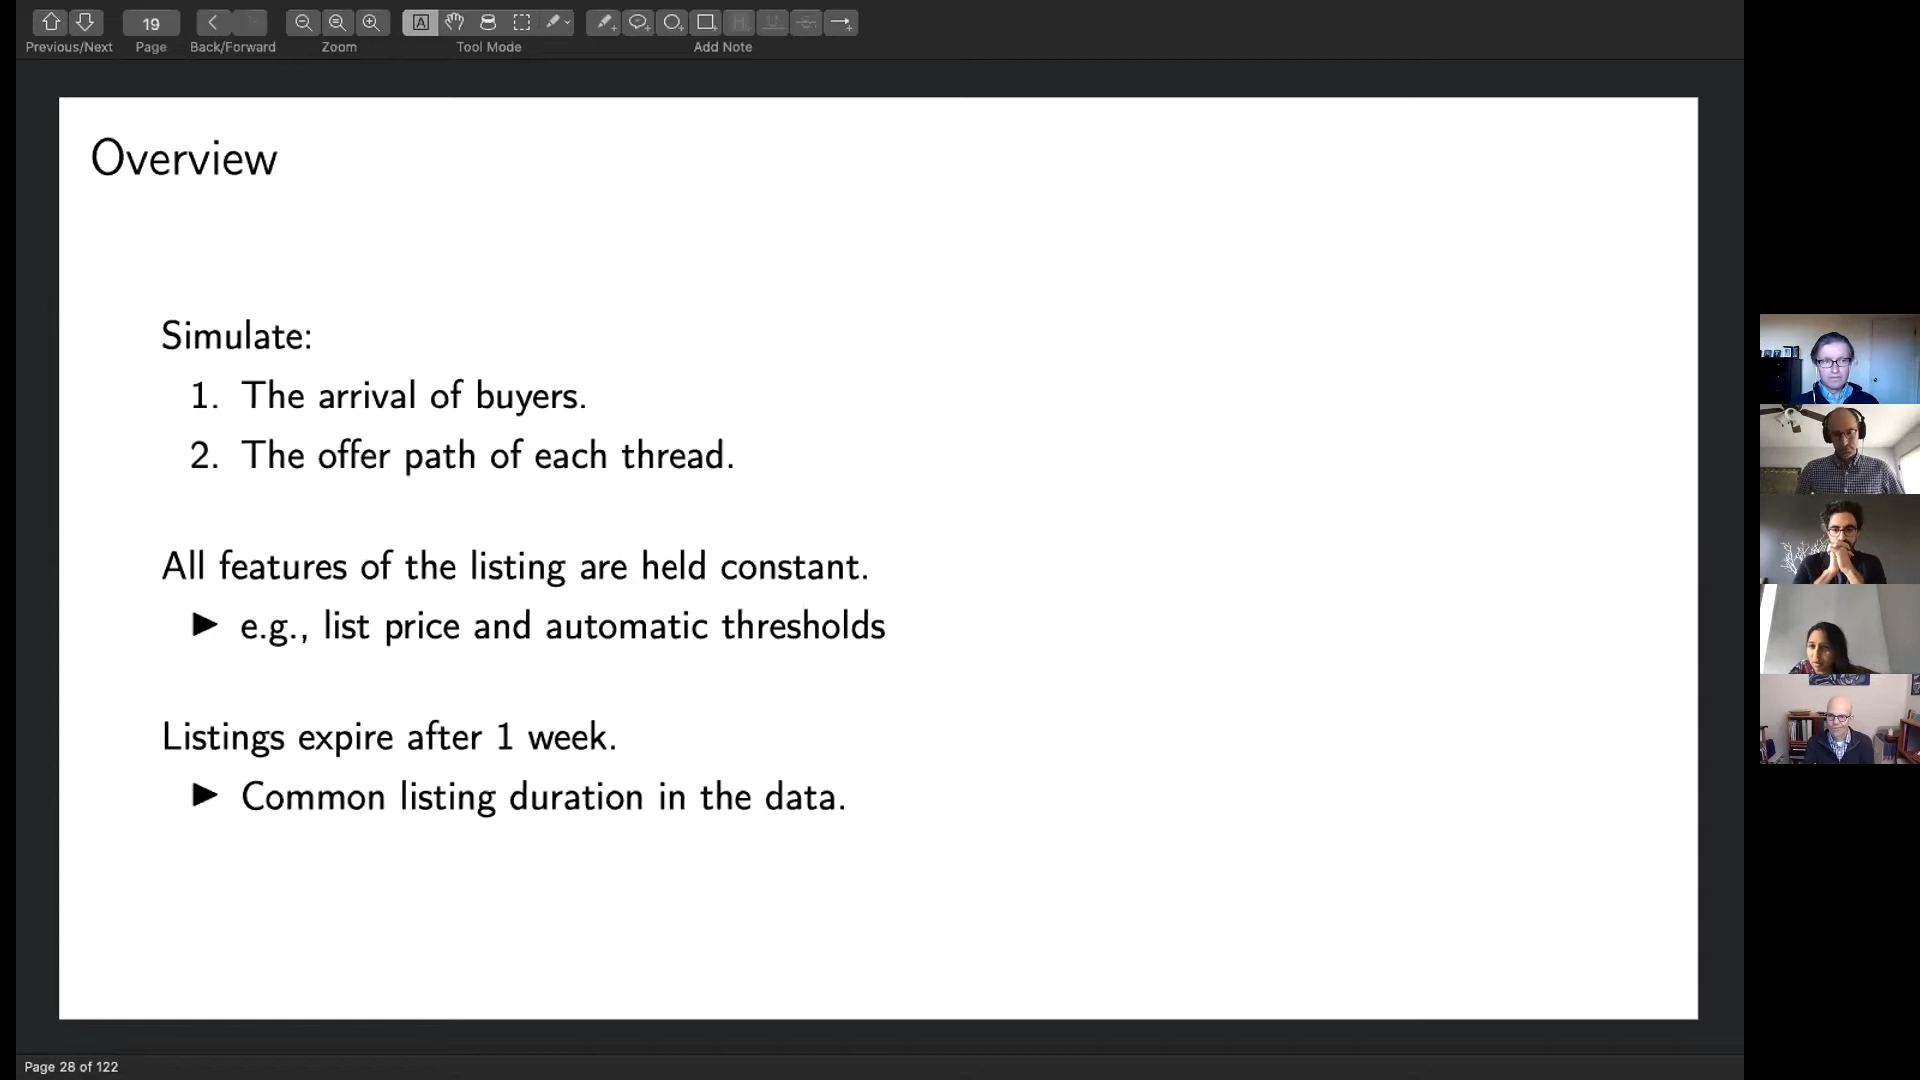 19
Previous/Next
Page
Back/Forward
Zoom
Tool Mode
Add Note
Overview
Simulate:
1. The arrival of buyers.
2. The offer path of each thread.
All features of the listing are held constant.
▶ e.g., list price and automatic thresholds
Listings expire after 1 week.
▶ Common listing duration in the data.
Page 28 of 122